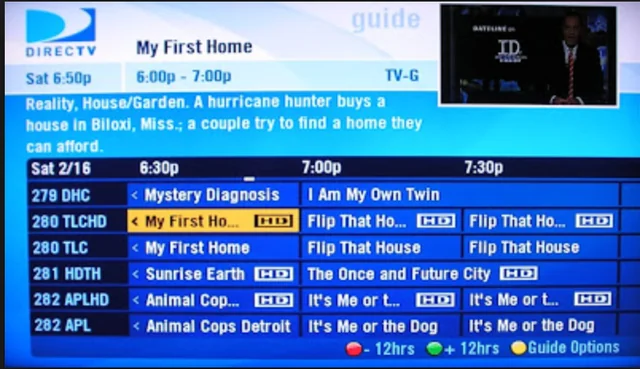 guide
DIRECTV
My First Home
Sat 6:50p
6:00p - 7:00p
TV-G
DATELINE on
ID
Reality, House/Garden. A hurricane hunter buys a
house in Biloxi, Miss.; a couple try to find a home they
can afford.
Sat 2/16 6:30p 7:00p 7:30p
279 DHC < Mystery Diagnosis I Am My Own Twin
280 TLCHD < My First Ho... HD Flip That Ho... HD Flip That Ho... HD
280 TLC < My First Home Flip That House Flip That House
281 HDTH < Sunrise Earth HD The Once and Future City HD
282 APLHD < Animal Cop... HD It's Me or t... HD It's Me or t... HD
282 APL < Animal Cops Detroit It's Me or the Dog It's Me or the Dog
- 12hrs + 12hrs Guide Options